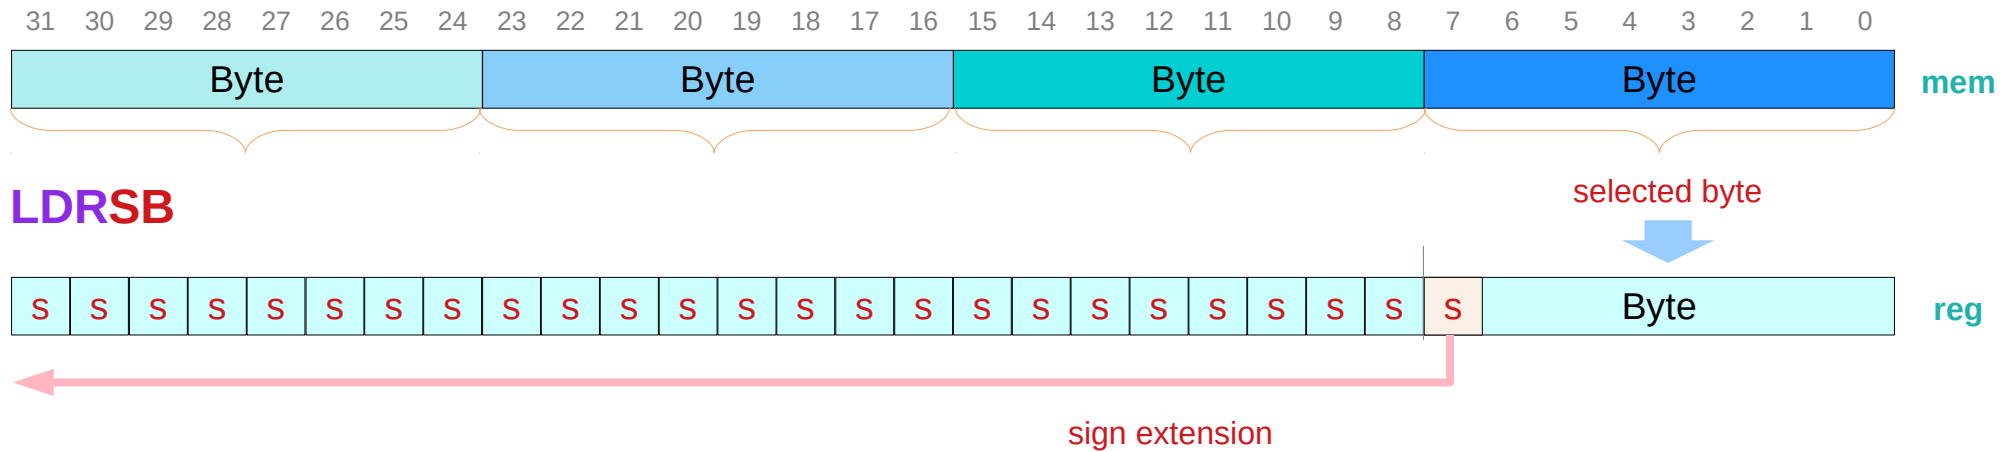 31 30 29 28 27 26 25 24 23 22 21 20 19 18 17 16 15 14 13 12 11 10 9 8 7 6 5 4 3 2 1 0
Byte Byte Byte Byte mem
LDRSB selected byte
s s s s s s s s s s s s s s s s s s s s s s s s s Byte reg
sign extension